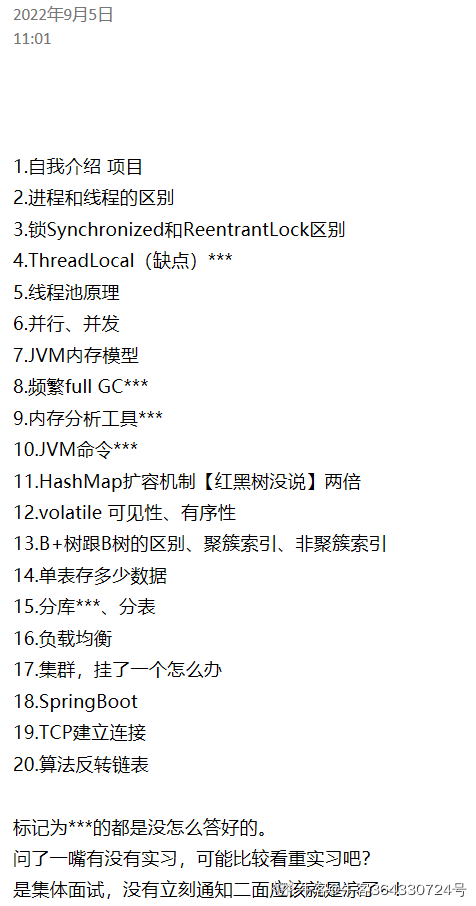 2022年9月5日
11:01
1.自我介绍 项目
2.进程和线程的区别
3.锁Synchronized和ReentrantLock区别
4.ThreadLocal（缺点）***
5.线程池原理
6.并行、并发
7.JVM内存模型
8.频繁full GC***
9.内存分析工具***
10.JVM命令***
11.HashMap扩容机制【红黑树没说】两倍
12.volatile 可见性、有序性
13.B+树跟B树的区别、聚簇索引、非聚簇索引
14.单表存多少数据
15.分库***、分表
16.负载均衡
17.集群，挂了一个怎么办
18.SpringBoot
19.TCP建立连接
20.算法反转链表
标记为***的都是没怎么答好的。
问了一嘴有没有实习，可能比较看重实习吧？
是集体面试，没有立刻通知二面应该就是
364330724号